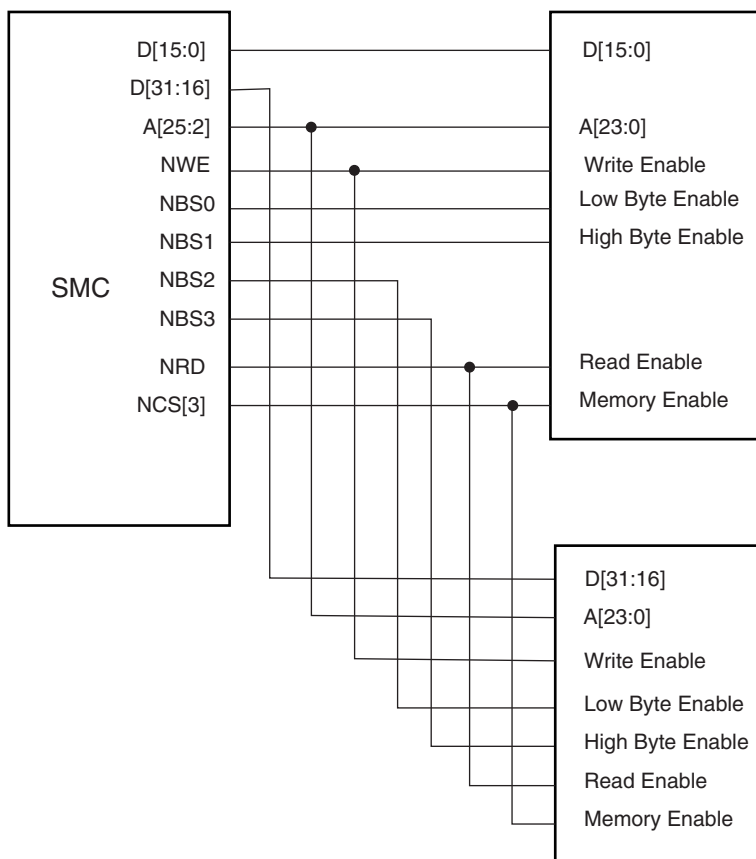 D[15:0]
D[31:16]
A[25:2]
NWE
NBS0
NBS1
NBS2
NBS3
NRD
NCS[3]
SMC
D[15:0]
A[23:0]
Write Enable
Low Byte Enable
High Byte Enable
Read Enable
Memory Enable
D[31:16]
A[23:0]
Write Enable
Low Byte Enable
High Byte Enable
Read Enable
Memory Enable